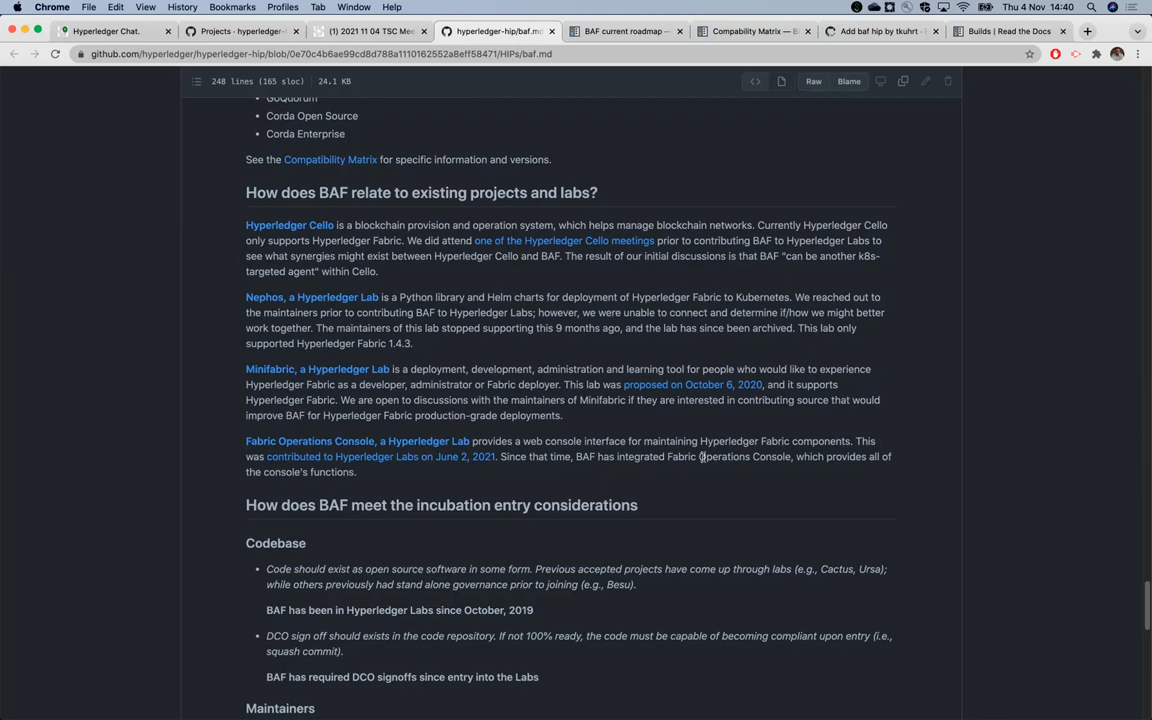 Chrome File Edit View History Bookmarks Profiles Tab Window Help Thu 4 Nov 14:40
Hyperledger Chat. Projects - hyperledger- (1) 2021 11 04 TSC Mee hyperledger-hip/baf.md BAF current roadmap — Compability Matrix — B Add baf hip by tkuhrt · P Builds | Read the Docs
github.com/hyperledger/hyperledger-hip/blob/0e70c4b6ae99cd8d788a1110162552a8eff58471/HIPs/baf.md
248 lines (165 sloc) 24.1 KB Raw Blame
GoQuorum
Corda Open Source
Corda Enterprise
See the Compatibility Matrix for specific information and versions.
How does BAF relate to existing projects and labs?
Hyperledger Cello is a blockchain provision and operation system, which helps manage blockchain networks. Currently Hyperledger Cello
only supports Hyperledger Fabric. We did attend one of the Hyperledger Cello meetings prior to contributing BAF to Hyperledger Labs to
see what synergies might exist between Hyperledger Cello and BAF. The result of our initial discussions is that BAF "can be another k8s-
targeted agent" within Cello.
Nephos, a Hyperledger Lab is a Python library and Helm charts for deployment of Hyperledger Fabric to Kubernetes. We reached out to
the maintainers prior to contributing BAF to Hyperledger Labs; however, we were unable to connect and determine if/how we might better
work together. The maintainers of this lab stopped supporting this 9 months ago, and the lab has since been archived. This lab only
supported Hyperledger Fabric 1.4.3.
Minifabric, a Hyperledger Lab is a deployment, development, administration and learning tool for people who would like to experience
Hyperledger Fabric as a developer, administrator or Fabric deployer. This lab was proposed on October 6, 2020, and it supports
Hyperledger Fabric. We are open to discussions with the maintainers of Minifabric if they are interested in contributing source that would
improve BAF for Hyperledger Fabric production-grade deployments.
Fabric Operations Console, a Hyperledger Lab provides a web console interface for maintaining Hyperledger Fabric components. This
was contributed to Hyperledger Labs on June 2, 2021. Since that time, BAF has integrated Fabric Operations Console, which provides all of
the console's functions.
How does BAF meet the incubation entry considerations
Codebase
Code should exist as open source software in some form. Previous accepted projects have come up through labs (e.g., Cactus, Ursa);
while others previously had stand alone governance prior to joining (e.g., Besu).
BAF has been in Hyperledger Labs since October, 2019
DCO sign off should exists in the code repository. If not 100% ready, the code must be capable of becoming compliant upon entry (i.e.,
squash commit).
BAF has required DCO signoffs since entry into the Labs
Maintainers